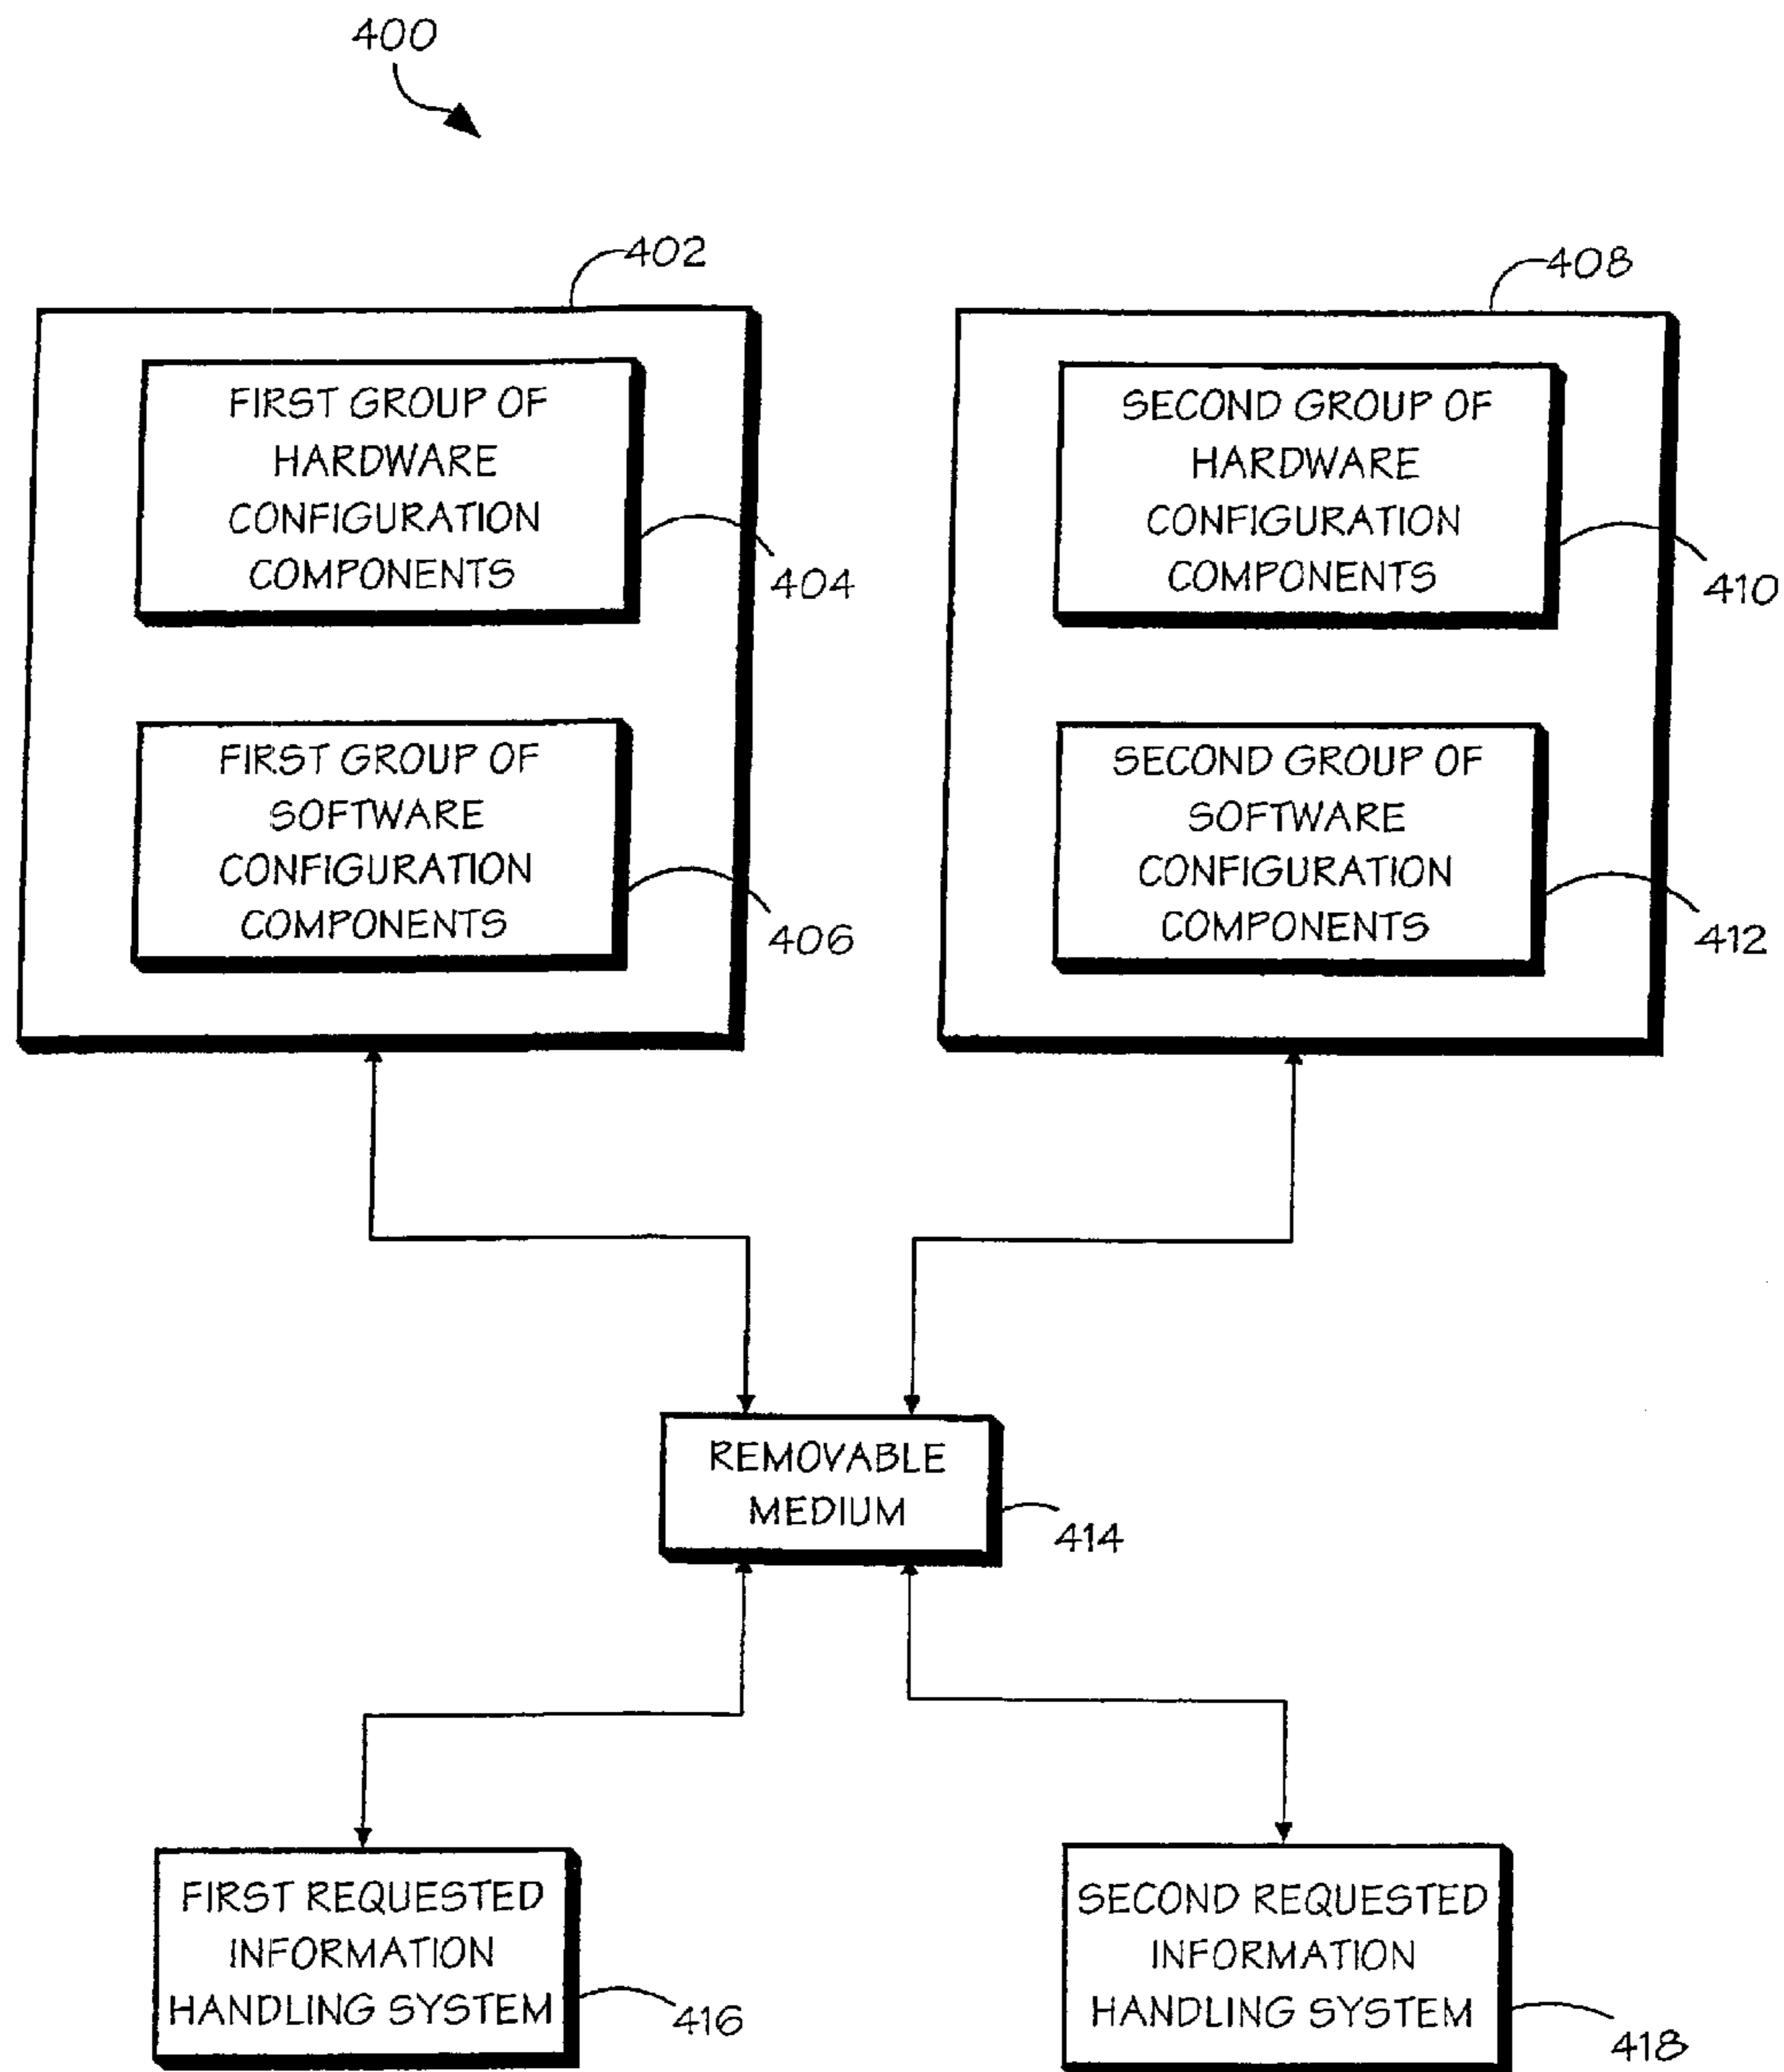 400
402
408
FIRST GROUP OF
HARDWARE
CONFIGURATION
COMPONENTS
404
SECOND GROUP OF
HARDWARE
CONFIGURATION
COMPONENTS
410
FIRST GROUP OF
SOFTWARE
CONFIGURATION
COMPONENTS
406
SECOND GROUP OF
SOFTWARE
CONFIGURATION
COMPONENTS
412
REMOVABLE
MEDIUM
414
FIRST REQUESTED
INFORMATION
HANDLING SYSTEM
416
SECOND REQUESTED
INFORMATION
HANDLING SYSTEM
418